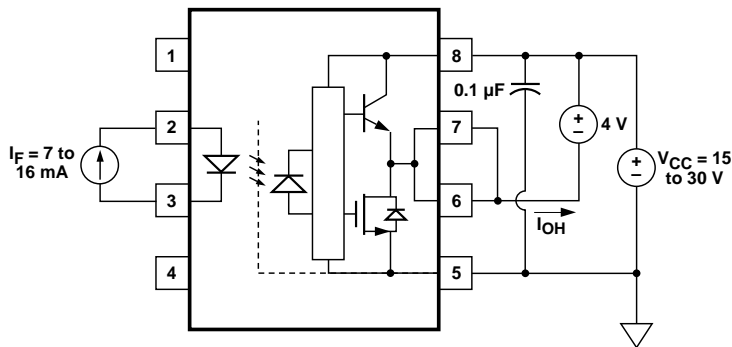 1
2
3
4
8
7
6
5
I_F = 7 to
16 mA
0.1 µF
+
–
4 V
+
–
V_CC = 15
to 30 V
I_OH